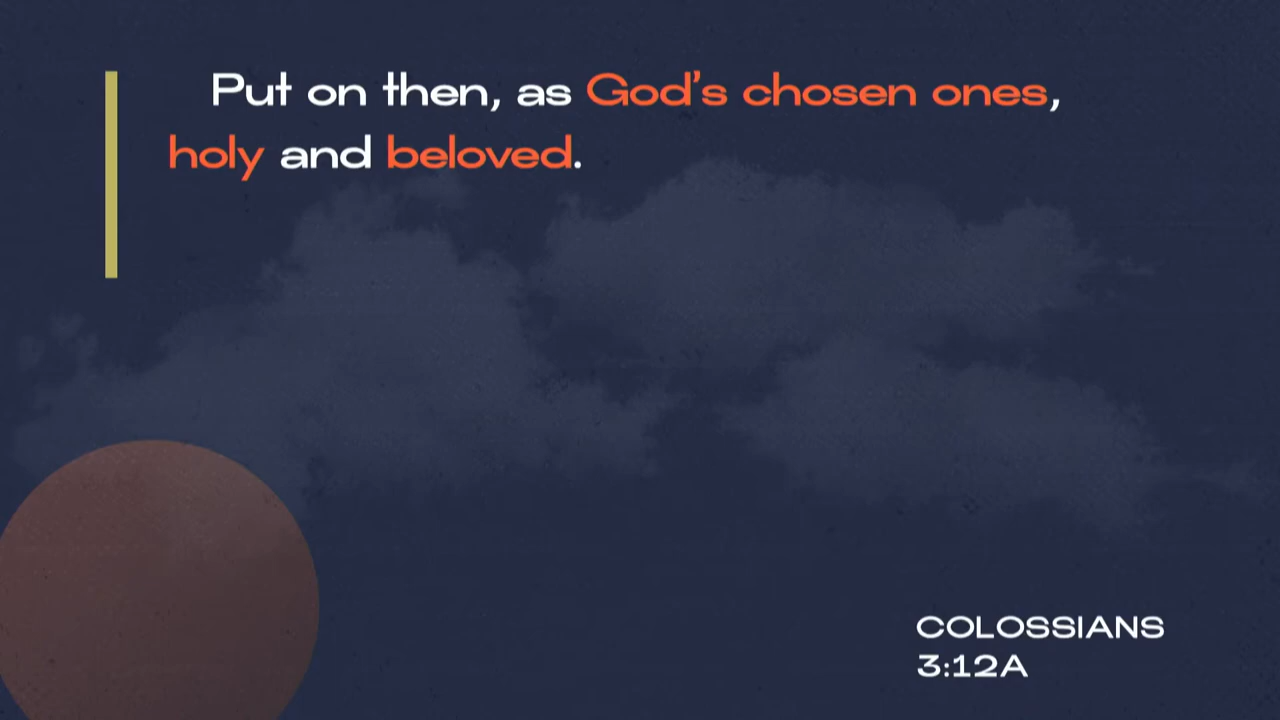 Put on then, as God's chosen ones,
holy and beloved.
COLOSSIANS
3:12A